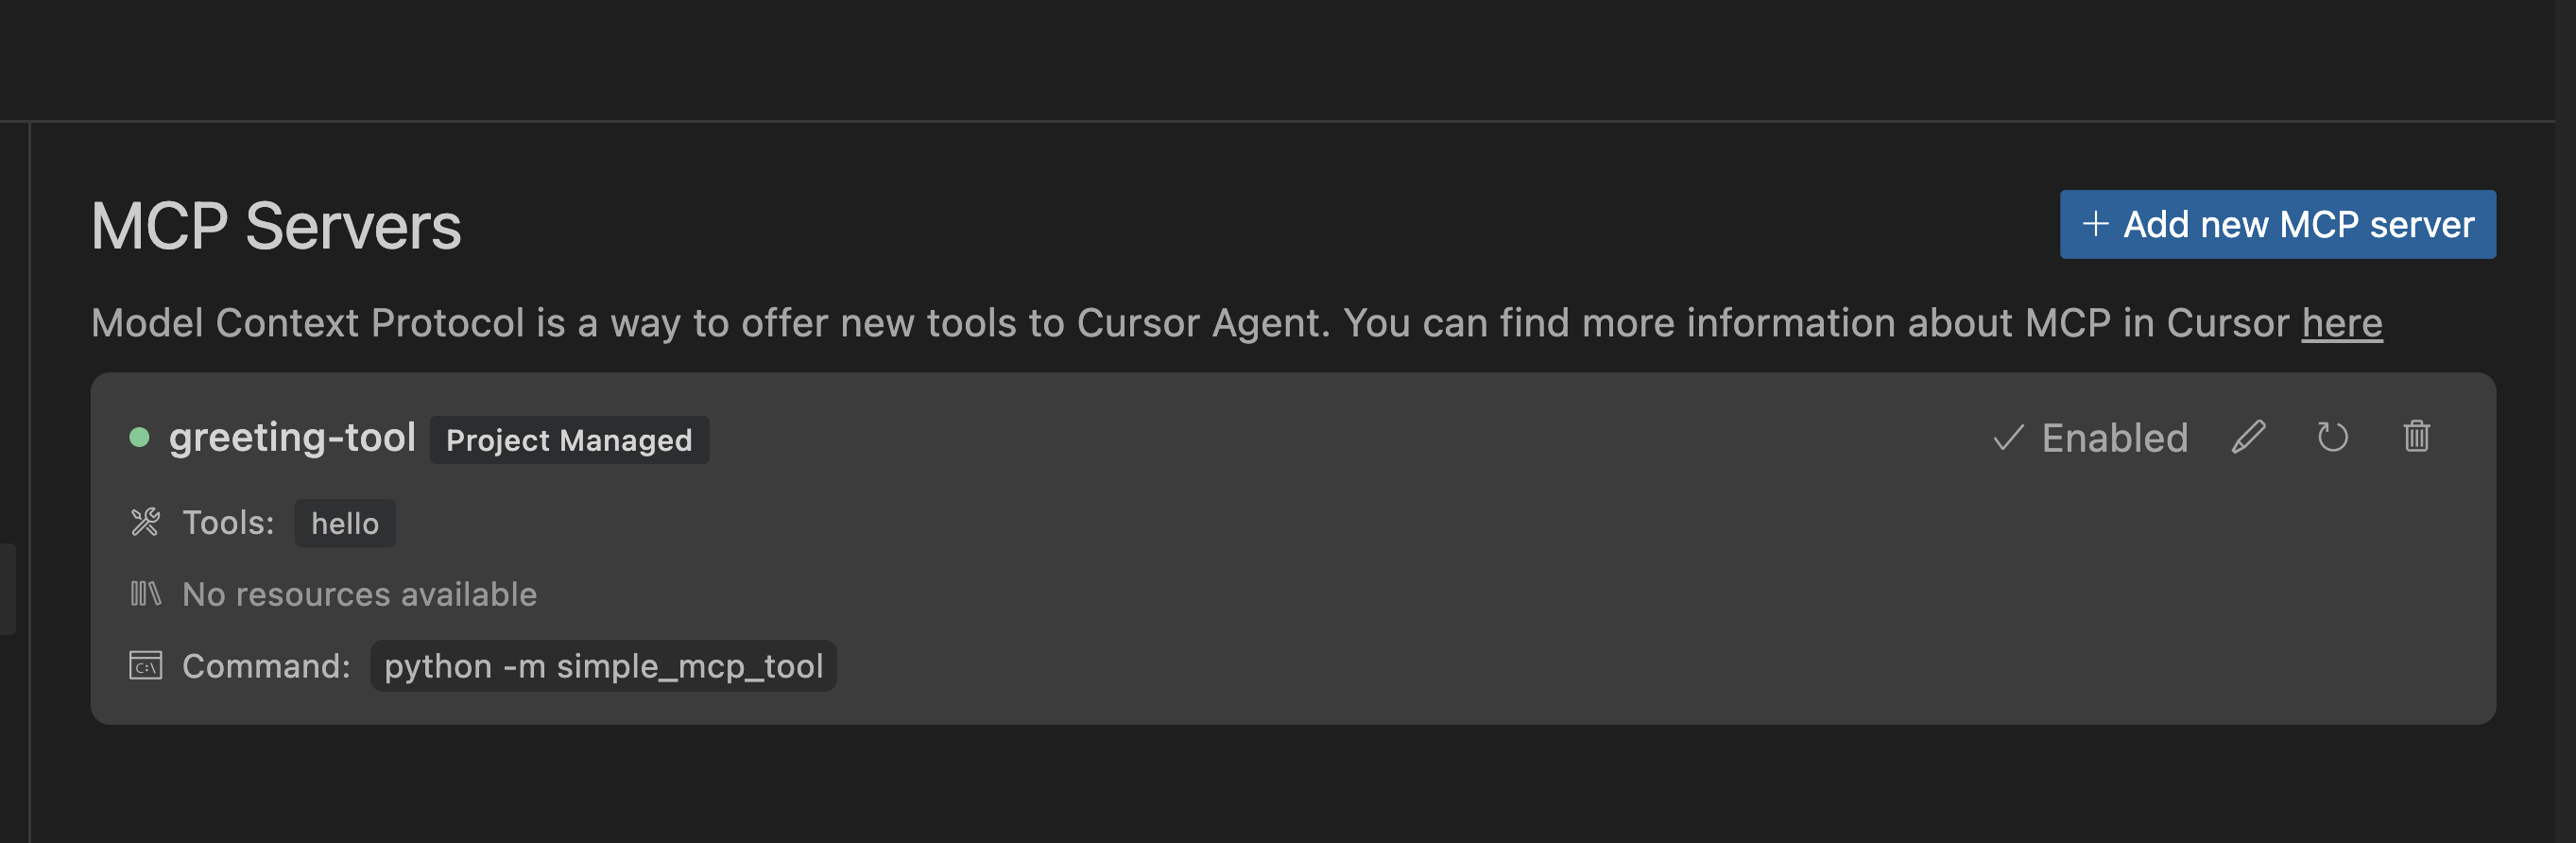 MCP Servers
+ Add new MCP server
Model Context Protocol is a way to offer new tools to Cursor Agent. You can find more information about MCP in Cursor here
greeting-tool Project Managed
Enabled
Tools: hello
No resources available
C:\ Command: python -m simple_mcp_tool